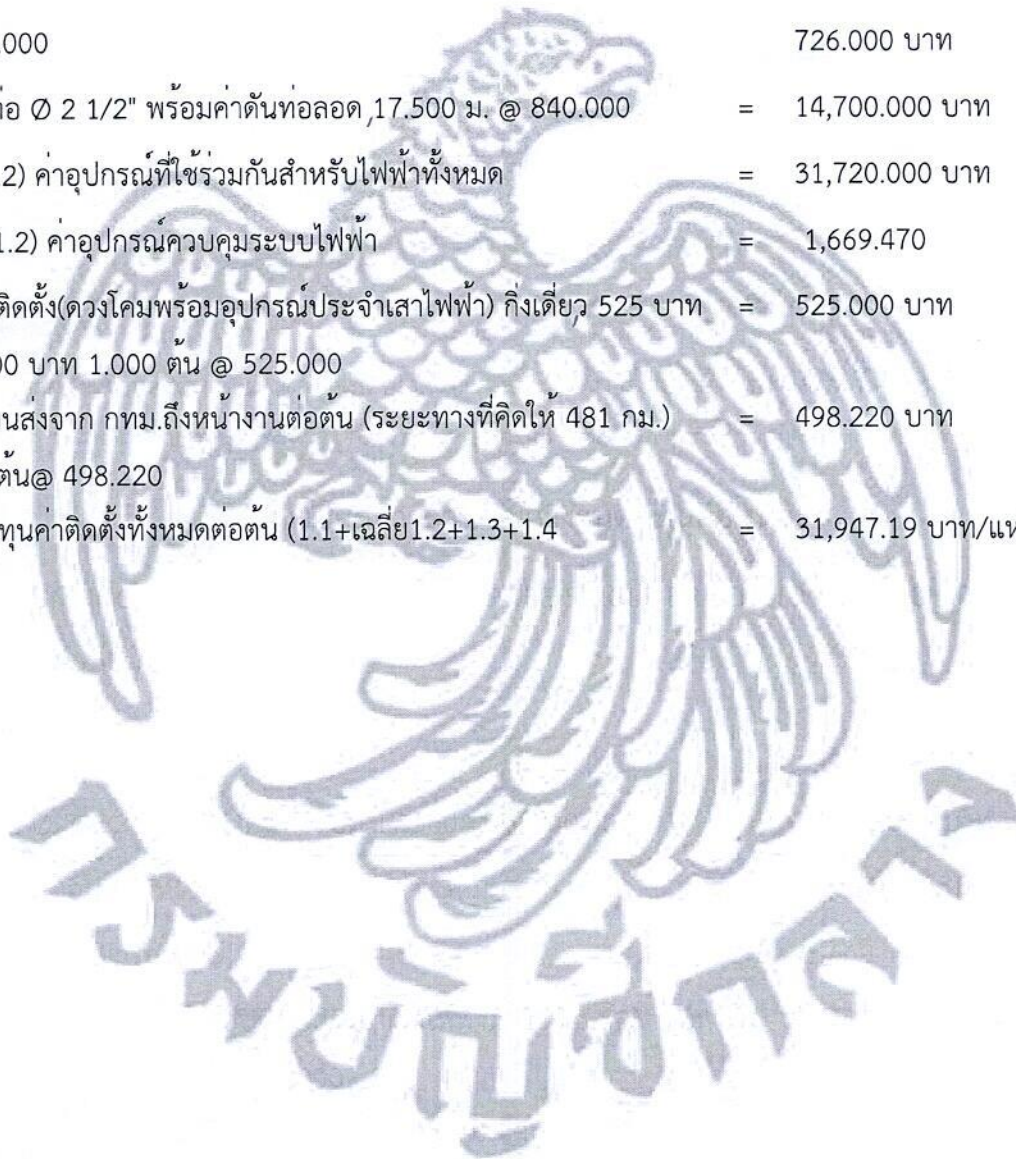 .000 726.000 บาท
ท่อ Ø 2 1/2" พร้อมค่าดันท่อลอด ,17.500 ม. @ 840.000 = 14,700.000 บาท
.2) ค่าอุปกรณ์ที่ใช้ร่วมกันสำหรับไฟฟ้าทั้งหมด = 31,720.000 บาท
1.2) ค่าอุปกรณ์ควบคุมระบบไฟฟ้า = 1,669.470
ติดตั้ง(ดวงโคมพร้อมอุปกรณ์ประจำเสาไฟฟ้า) กิ่งเดี่ยว 525 บาท = 525.000 บาท
00 บาท 1.000 ต้น @ 525.000
นส่งจาก กทม.ถึงหน้างานต่อต้น (ระยะทางที่คิดให้ 481 กม.) = 498.220 บาท
ต้น@ 498.220
ทุนค่าติดตั้งทั้งหมดต่อต้น (1.1+เฉลี่ย1.2+1.3+1.4 = 31,947.19 บาท/แห
กรมบัญชีกลาง